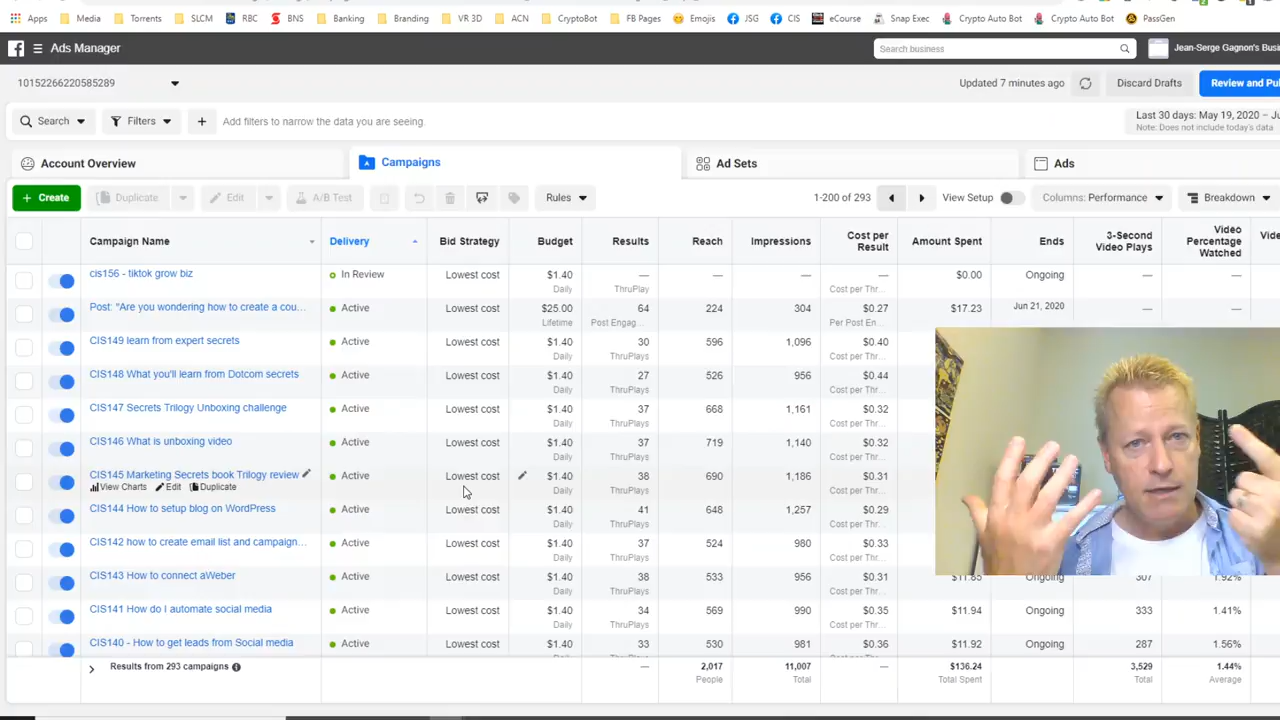 Apps Media Torrents SLCM RBC BNS Banking Branding VR 3D ACN CryptoBot FB Pages Emojis JSG CIS eCourse Snap Exec Crypto Auto Bot Crypto Auto Bot PassGen
Ads Manager Search business Jean-Serge Gagnon's Busi
10152266220585289 Updated 7 minutes ago Discard Drafts Review and Pu
Search Filters + Add filters to narrow the data you are seeing. Last 30 days: May 19, 2020 – Ju
Note: Does not include today's data
Account Overview Campaigns Ad Sets Ads
+ Create Duplicate Edit A/B Test Rules 1-200 of 293 View Setup Columns: Performance Breakdown
Campaign Name Delivery Bid Strategy Budget Results Reach Impressions Cost per Result Amount Spent Ends 3-Second Video Plays Video Percentage Watched Vide
cis156 - tiktok grow biz In Review Lowest cost $1.40 — — — — $0.00 Ongoing — —
Daily ThruPlay Cost per Thr...
Post: "Are you wondering how to create a cou... Active Lowest cost $25.00 64 224 304 $0.27 $17.23 Jun 21, 2020 — —
Lifetime Post Engag... Per Post En...
CIS149 learn from expert secrets Active Lowest cost $1.40 30 596 1,096 $0.40
Daily ThruPlays Cost per Thr...
CIS148 What you'll learn from Dotcom secrets Active Lowest cost $1.40 27 526 956 $0.44
Daily ThruPlays Cost per Thr...
CIS147 Secrets Trilogy Unboxing challenge Active Lowest cost $1.40 37 668 1,161 $0.32
Daily ThruPlays Cost per Thr...
CIS146 What is unboxing video Active Lowest cost $1.40 37 719 1,140 $0.32
Daily ThruPlays Cost per Thr...
CIS145 Marketing Secrets book Trilogy review Active Lowest cost $1.40 38 690 1,186 $0.31
View Charts Edit Duplicate Daily ThruPlays Cost per Thr...
CIS144 How to setup blog on WordPress Active Lowest cost $1.40 41 648 1,257 $0.29
Daily ThruPlays Cost per Thr...
CIS142 how to create email list and campaign... Active Lowest cost $1.40 37 524 980 $0.33
Daily ThruPlays Cost per Thr...
CIS143 How to connect aWeber Active Lowest cost $1.40 38 533 956 $0.31 $11.85 Ongoing 307 1.92%
Daily ThruPlays Cost per Thr...
CIS141 How do I automate social media Active Lowest cost $1.40 34 569 990 $0.35 $11.94 Ongoing 333 1.41%
Daily ThruPlays Cost per Thr...
CIS140 - How to get leads from Social media Active Lowest cost $1.40 33 530 981 $0.36 $11.92 Ongoing 287 1.56%
Results from 293 campaigns — 2,017 11,007 — $136.24 3,529 1.44%
People Total Total Spent Total Average